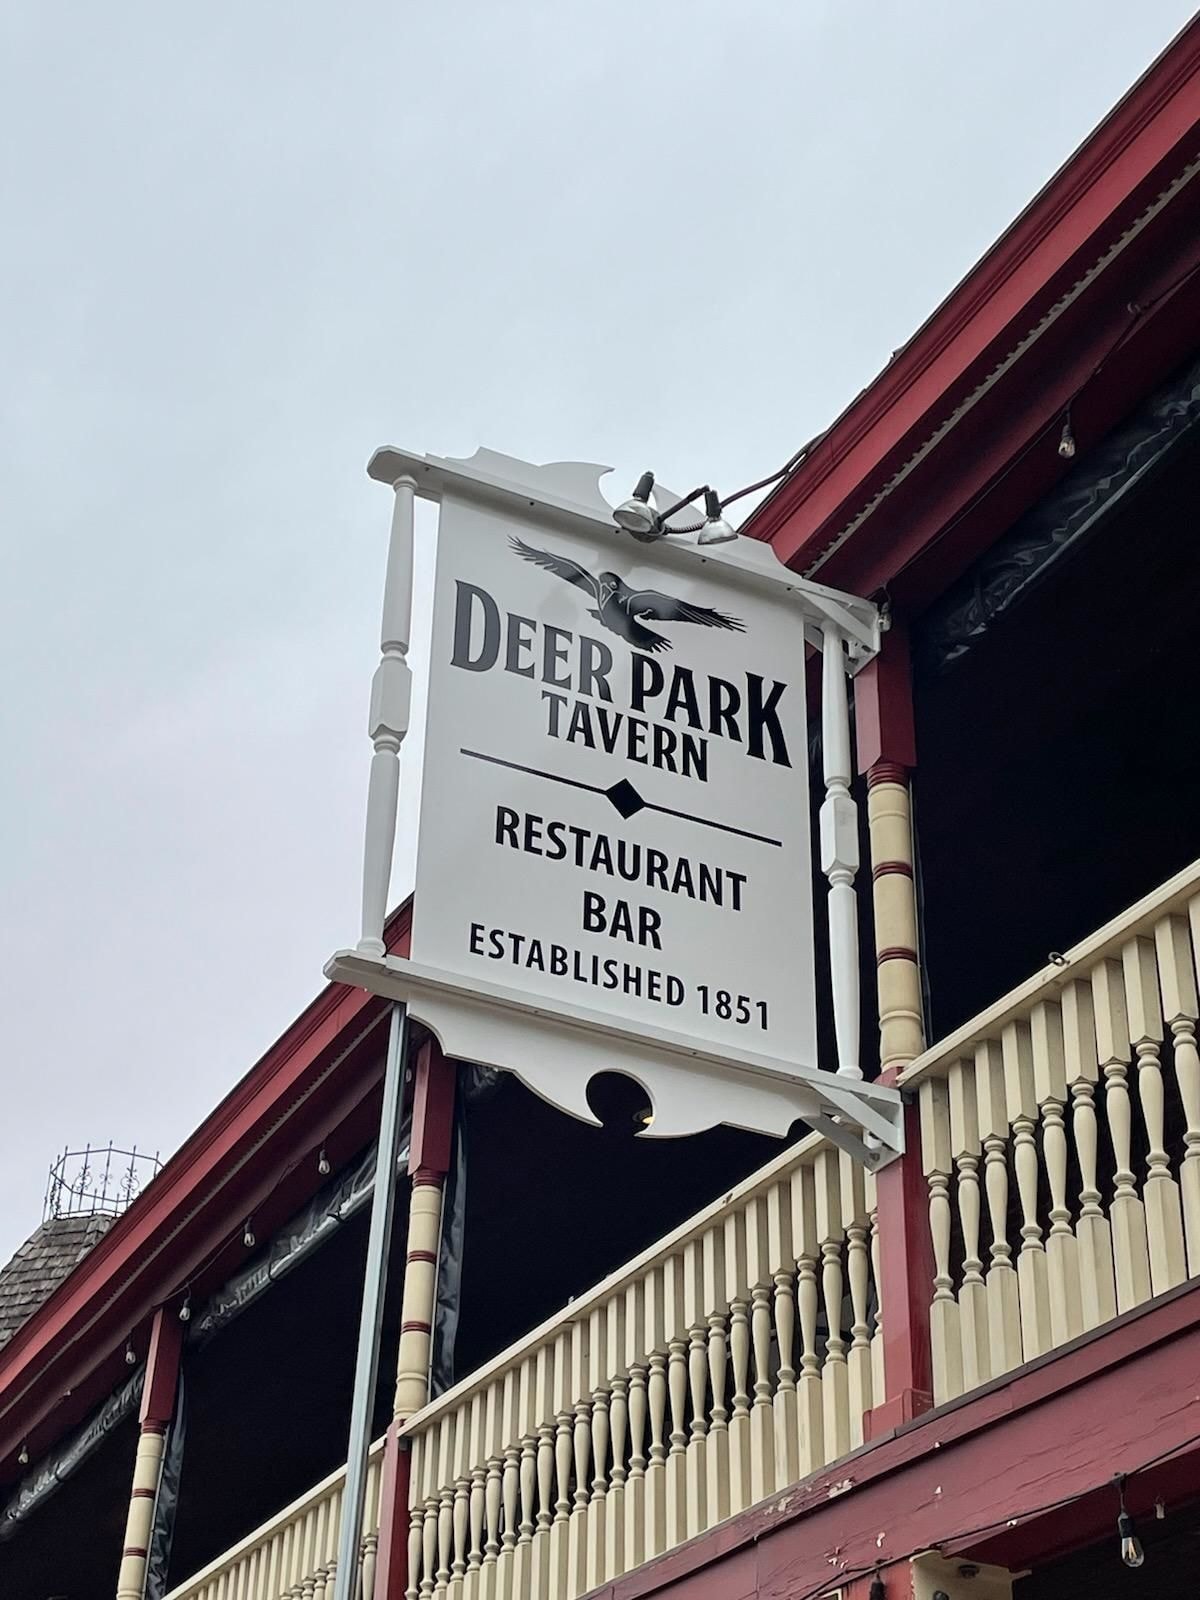 DEER PARK
TAVERN
RESTAURANT
BAR
ESTABLISHED 1851